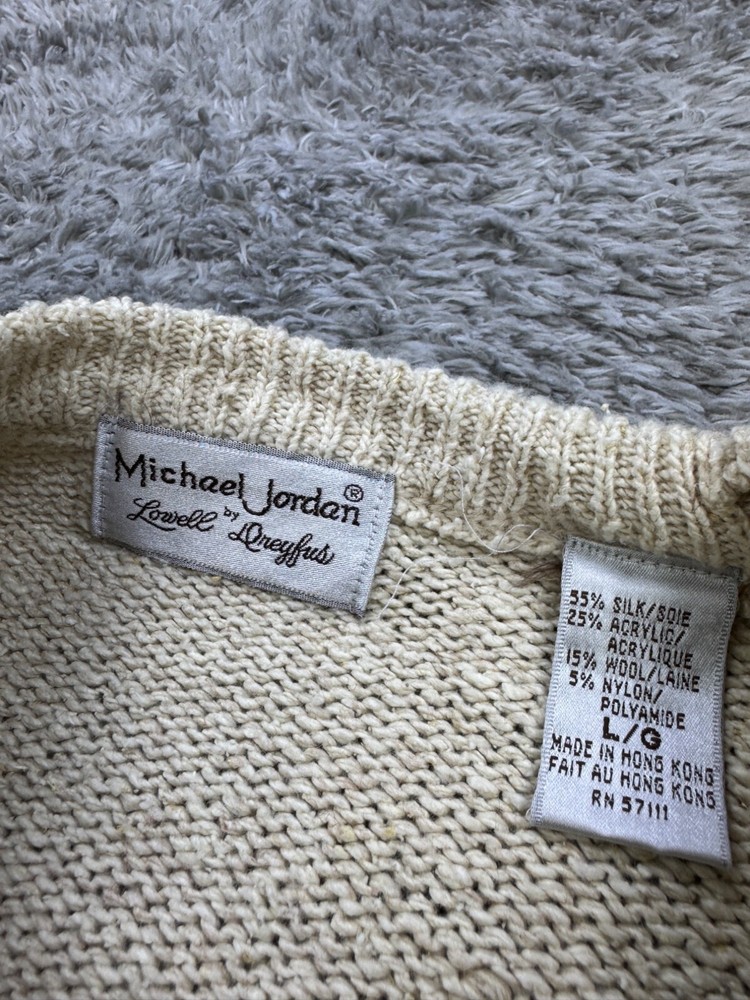 Michael Jordan®
Lowell by Dreyfus
55% SILK/SOIE
25% ACRYLIC/
ACRYLIQUE
15% WOOL/LAINE
5% NYLON/
POLYAMIDE
L/G
MADE IN HONG KONG
FAIT AU HONG KONG
RN 57111